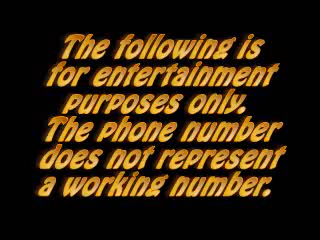 The following is
for entertainment
purposes only.
The phone number
does not represent
a working number.